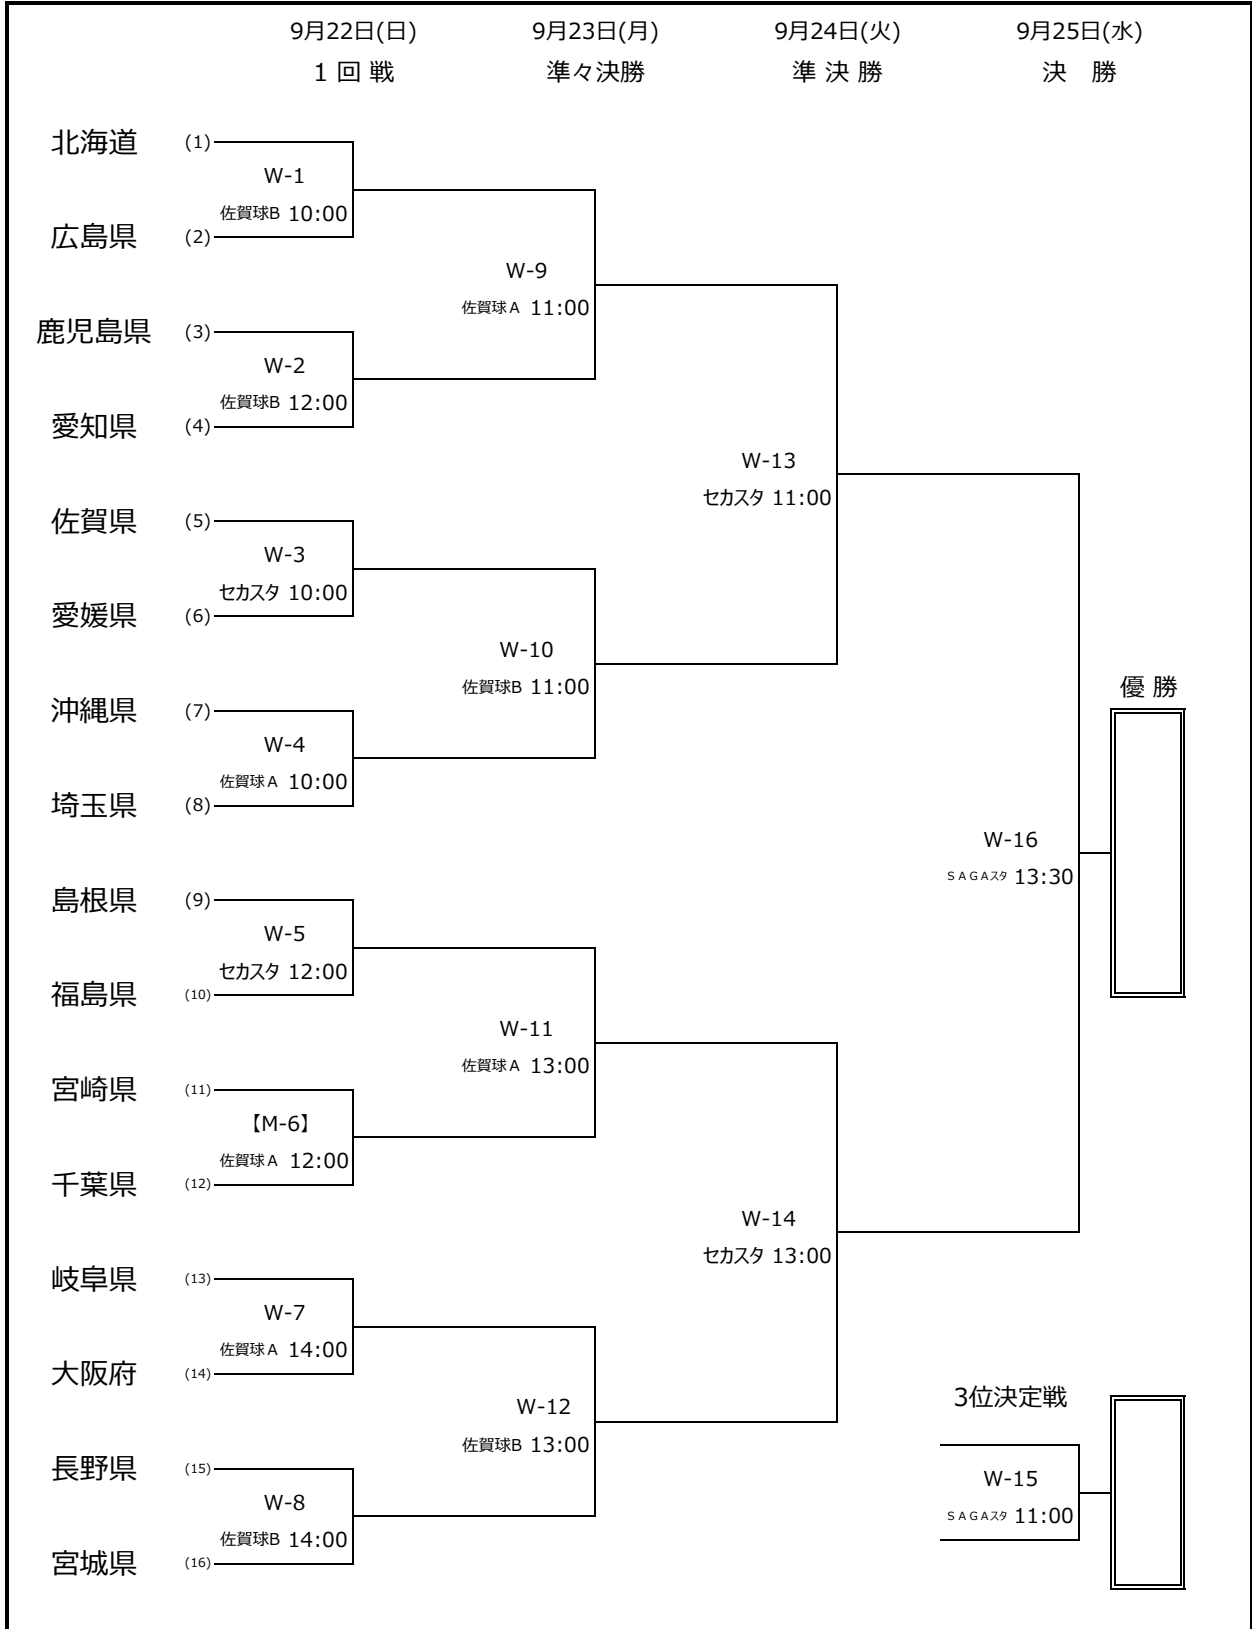 9月22日(日) 9月23日(月) 9月24日(火) 9月25日(水)
1 回 戦 準々決勝 準 決 勝 決 勝
北海道 (1)
W-1
佐賀球B 10:00
広島県 (2)
W-9
佐賀球A 11:00
鹿児島県 (3)
W-2
佐賀球B 12:00
愛知県 (4)
W-13
セカスタ 11:00
佐賀県 (5)
W-3
セカスタ 10:00
愛媛県 (6)
W-10
佐賀球B 11:00
優 勝
沖縄県 (7)
W-4
佐賀球A 10:00
埼玉県 (8)
W-16
SAGAスタ 13:30
島根県 (9)
W-5
セカスタ 12:00
福島県 (10)
W-11
佐賀球A 13:00
宮崎県 (11)
【M-6】
佐賀球A 12:00
千葉県 (12)
W-14
セカスタ 13:00
岐阜県 (13)
W-7
佐賀球A 14:00
大阪府 (14)
3位決定戦
W-12
佐賀球B 13:00
長野県 (15)
W-15
SAGAスタ 11:00
W-8
佐賀球B 14:00
宮城県 (16)